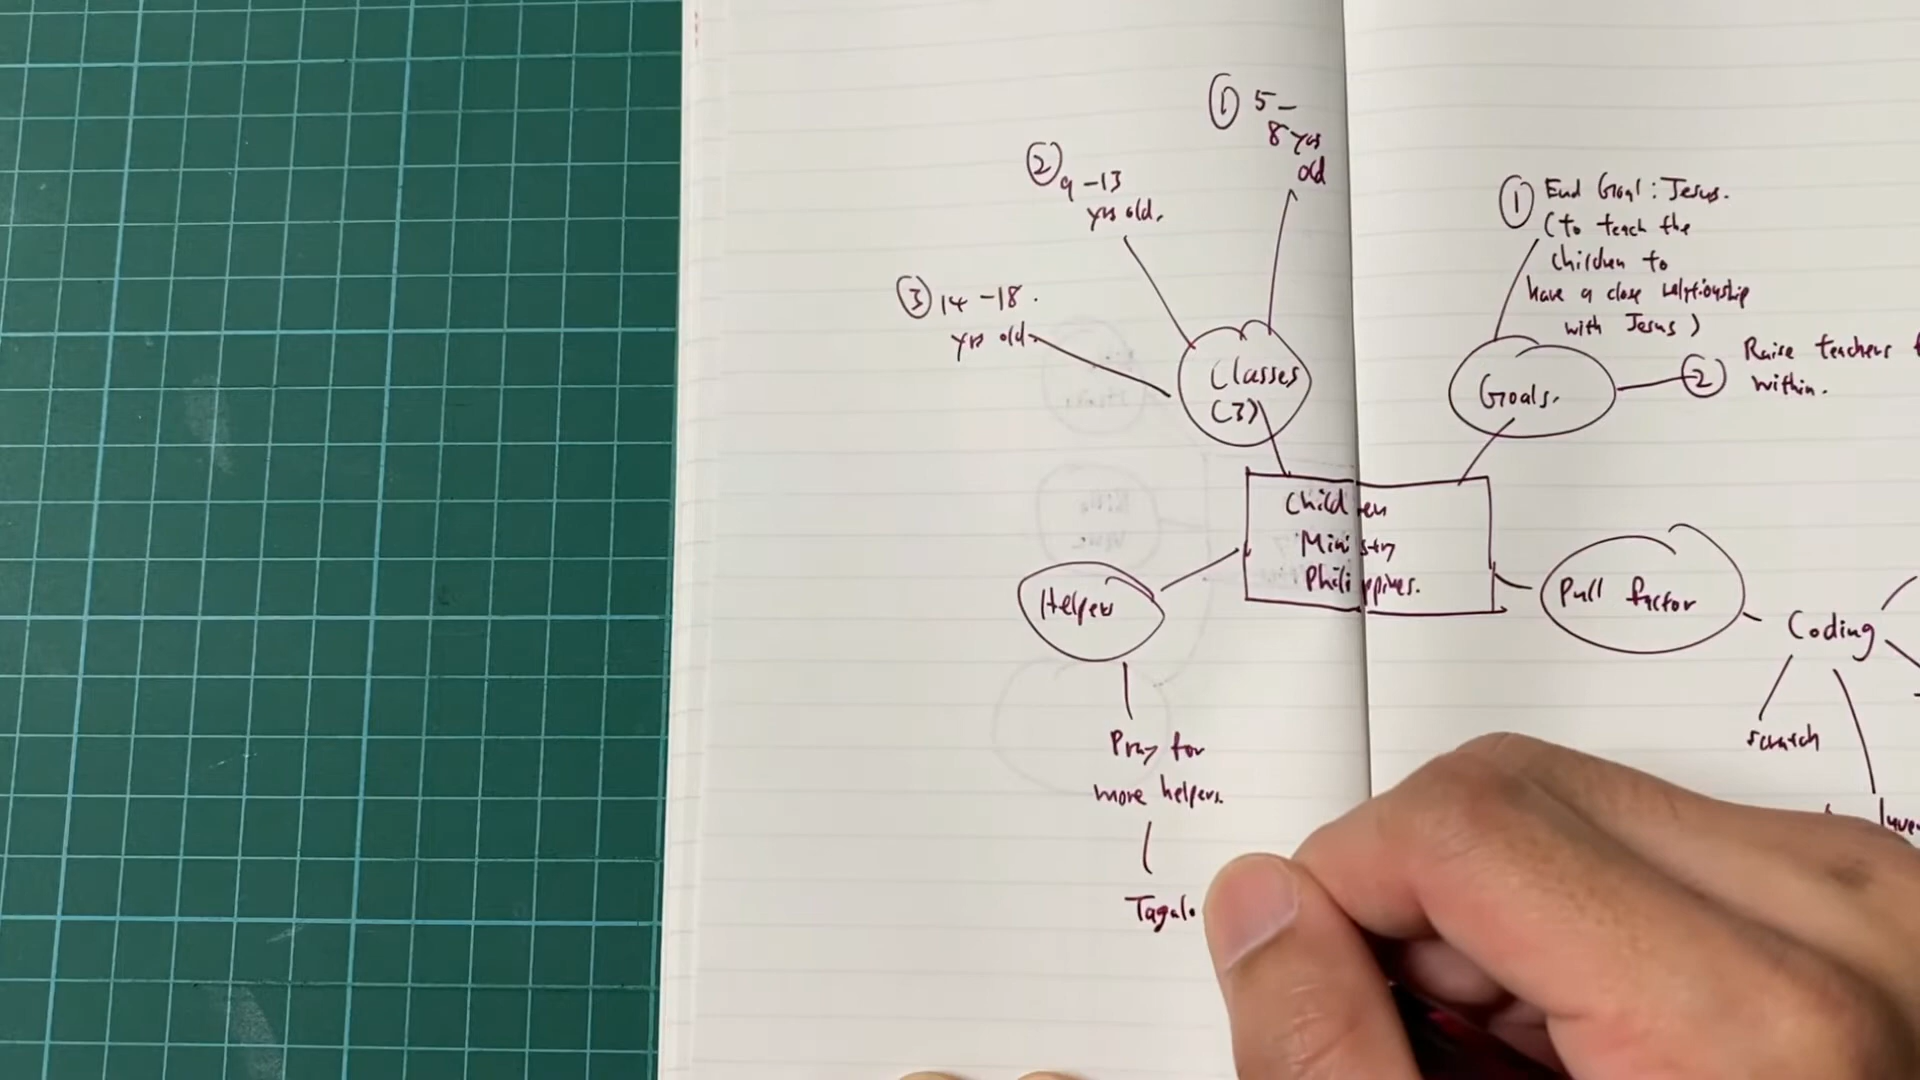 ① 5-
8 yrs
old
② 9-13
yrs old.
③ 14-18.
yrs old.
Classes
(3)
① End Goal: Jesus.
(to teach the
children to
have a close relationship
with Jesus)
Goals.
② Raise teachers
within.
Children
Ministry
Philippines.
Helpers
Pray for
more helpers.
Tagalo
Pull factor
Coding
Scratch